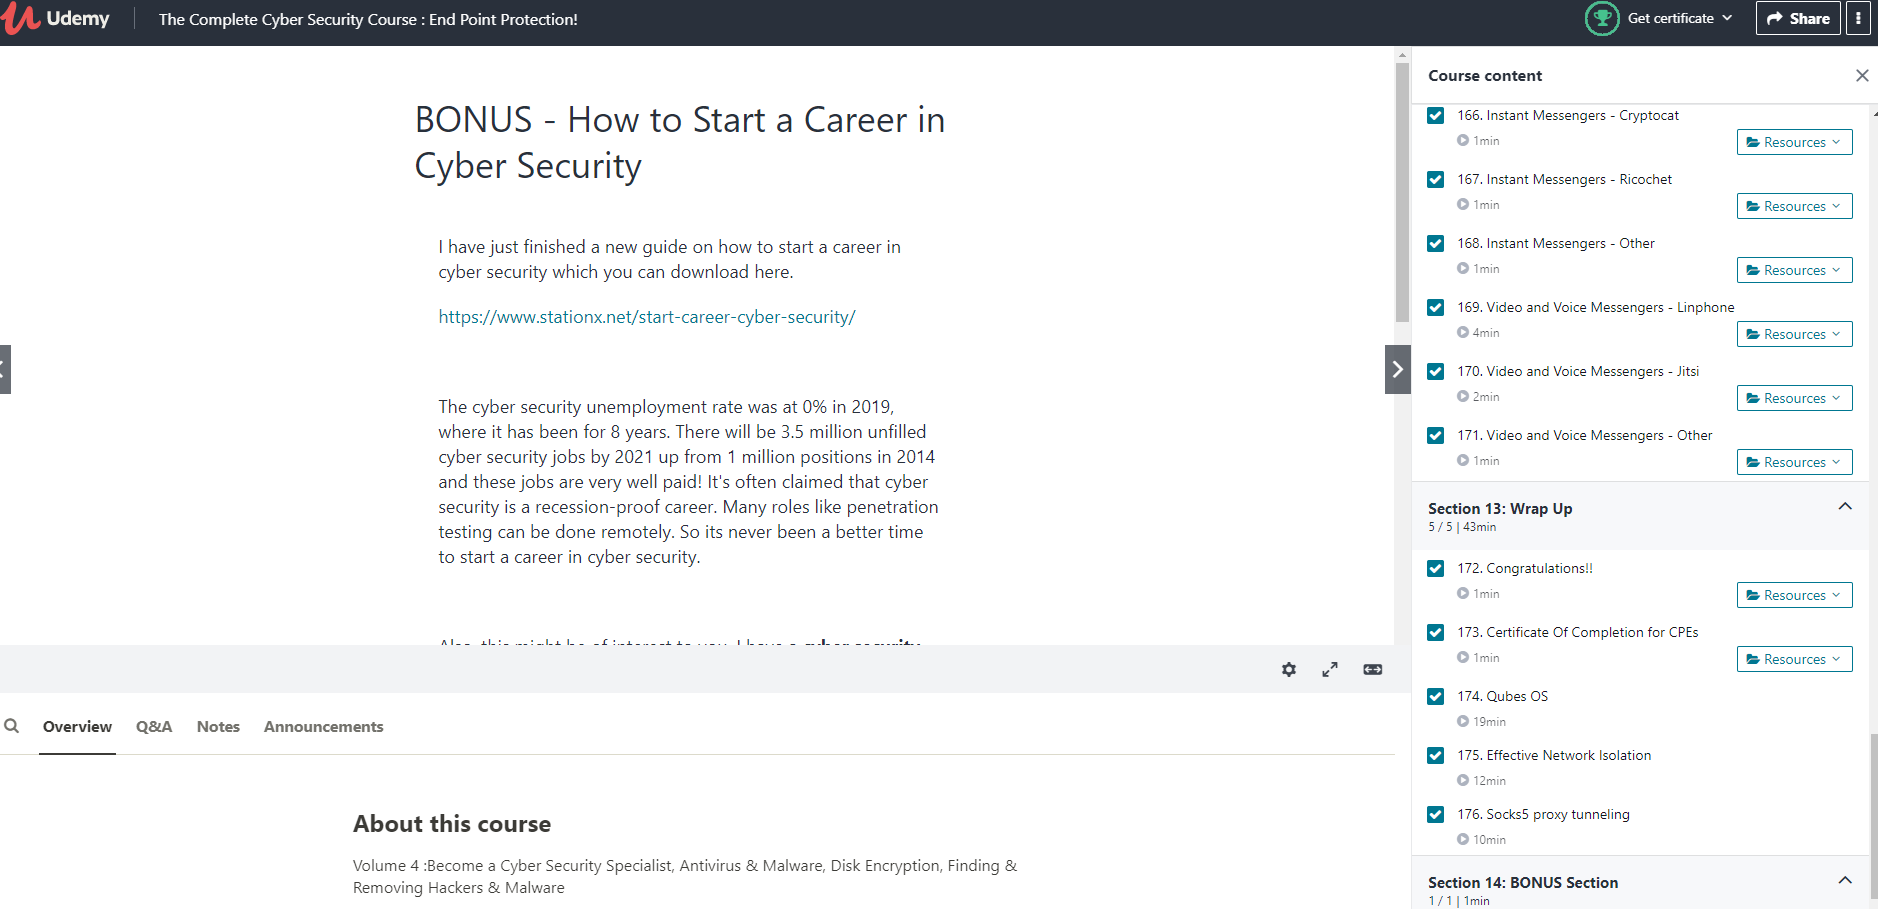 Udemy
The Complete Cyber Security Course : End Point Protection!
Get certificate
Share
BONUS - How to Start a Career in
Cyber Security
I have just finished a new guide on how to start a career in
cyber security which you can download here.
https://www.stationx.net/start-career-cyber-security/
The cyber security unemployment rate was at 0% in 2019,
where it has been for 8 years. There will be 3.5 million unfilled
cyber security jobs by 2021 up from 1 million positions in 2014
and these jobs are very well paid! It's often claimed that cyber
security is a recession-proof career. Many roles like penetration
testing can be done remotely. So its never been a better time
to start a career in cyber security.
Also, this might be of interest to you. I have a cyber security
Overview
Q&A
Notes
Announcements
About this course
Volume 4 :Become a Cyber Security Specialist, Antivirus & Malware, Disk Encryption, Finding &
Removing Hackers & Malware
Course content
166. Instant Messengers - Cryptocat
1min
Resources
167. Instant Messengers - Ricochet
1min
Resources
168. Instant Messengers - Other
1min
Resources
169. Video and Voice Messengers - Linphone
4min
Resources
170. Video and Voice Messengers - Jitsi
2min
Resources
171. Video and Voice Messengers - Other
1min
Resources
Section 13: Wrap Up
5 / 5 | 43min
172. Congratulations!!
1min
Resources
173. Certificate Of Completion for CPEs
1min
Resources
174. Qubes OS
19min
175. Effective Network Isolation
12min
176. Socks5 proxy tunneling
10min
Section 14: BONUS Section
1 / 1 | 1min